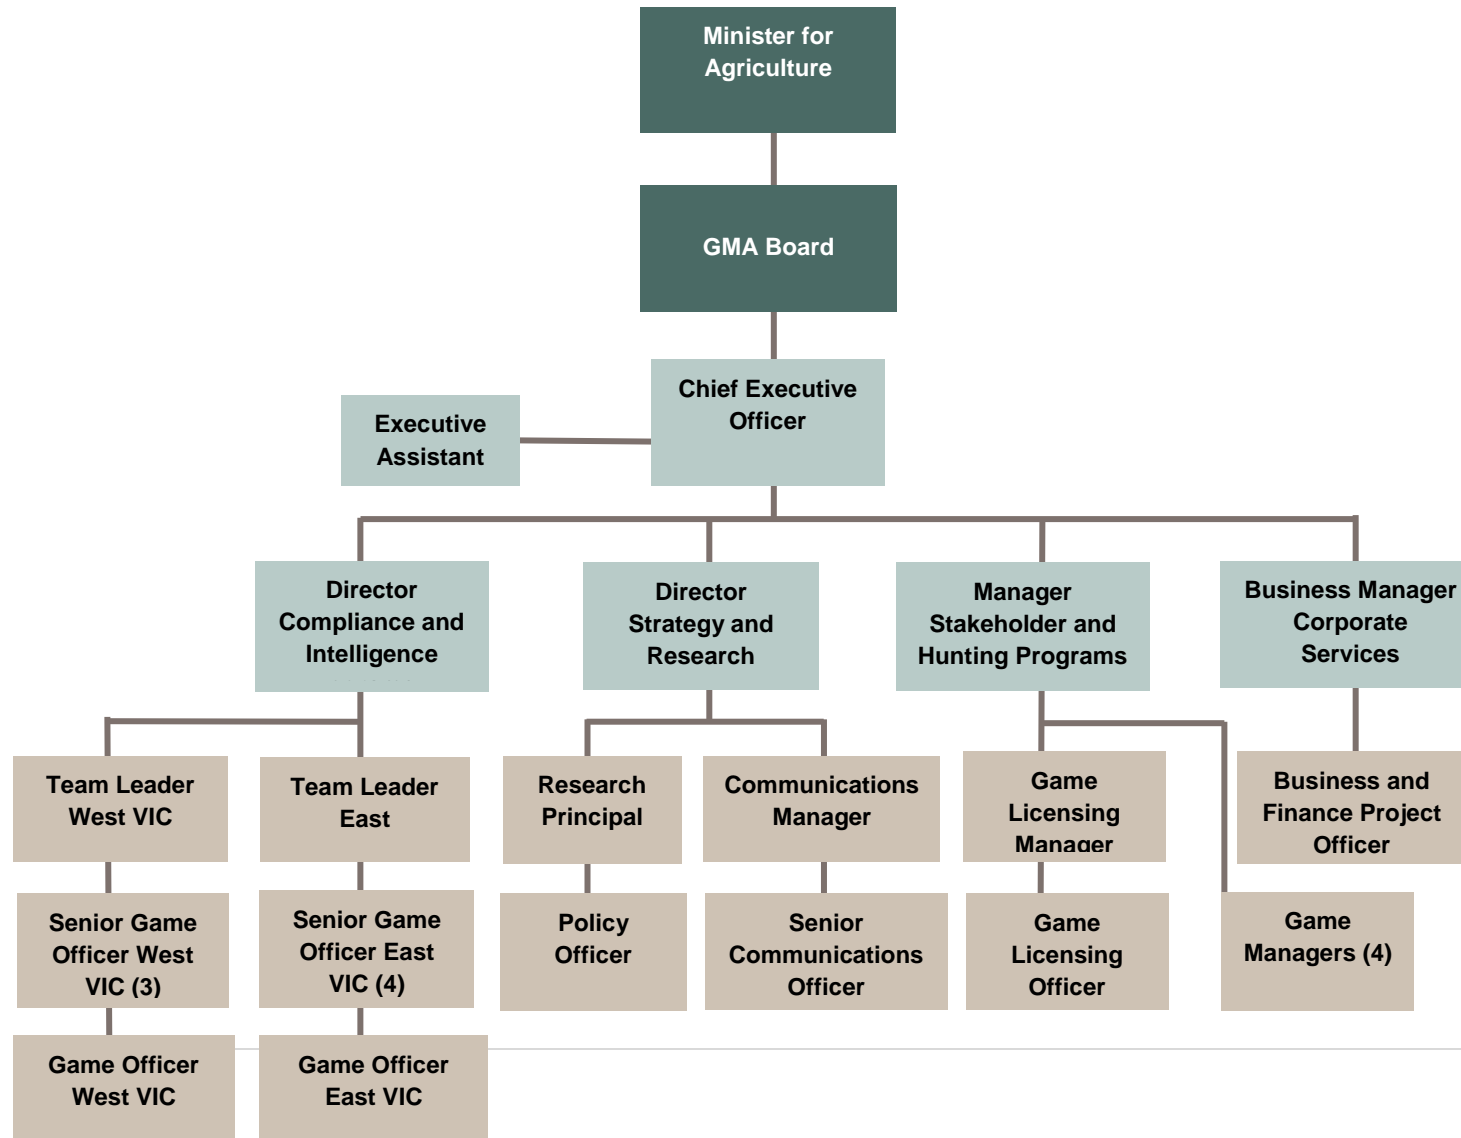 Minister for
Agriculture
GMA Board
Chief Executive
Officer
Executive
Assistant
Director
Compliance and
Intelligence
Director
Strategy and
Research
Manager
Stakeholder and
Hunting Programs
Business Manager
Corporate
Services
Team Leader
West VIC
Team Leader
East
Research
Principal
Communications
Manager
Game
Licensing
Manager
Business and
Finance Project
Officer
Senior Game
Officer West
VIC (3)
Senior Game
Officer East
VIC (4)
Policy
Officer
Senior
Communications
Officer
Game
Licensing
Officer
Game
Managers (4)
Game Officer
West VIC
Game Officer
East VIC